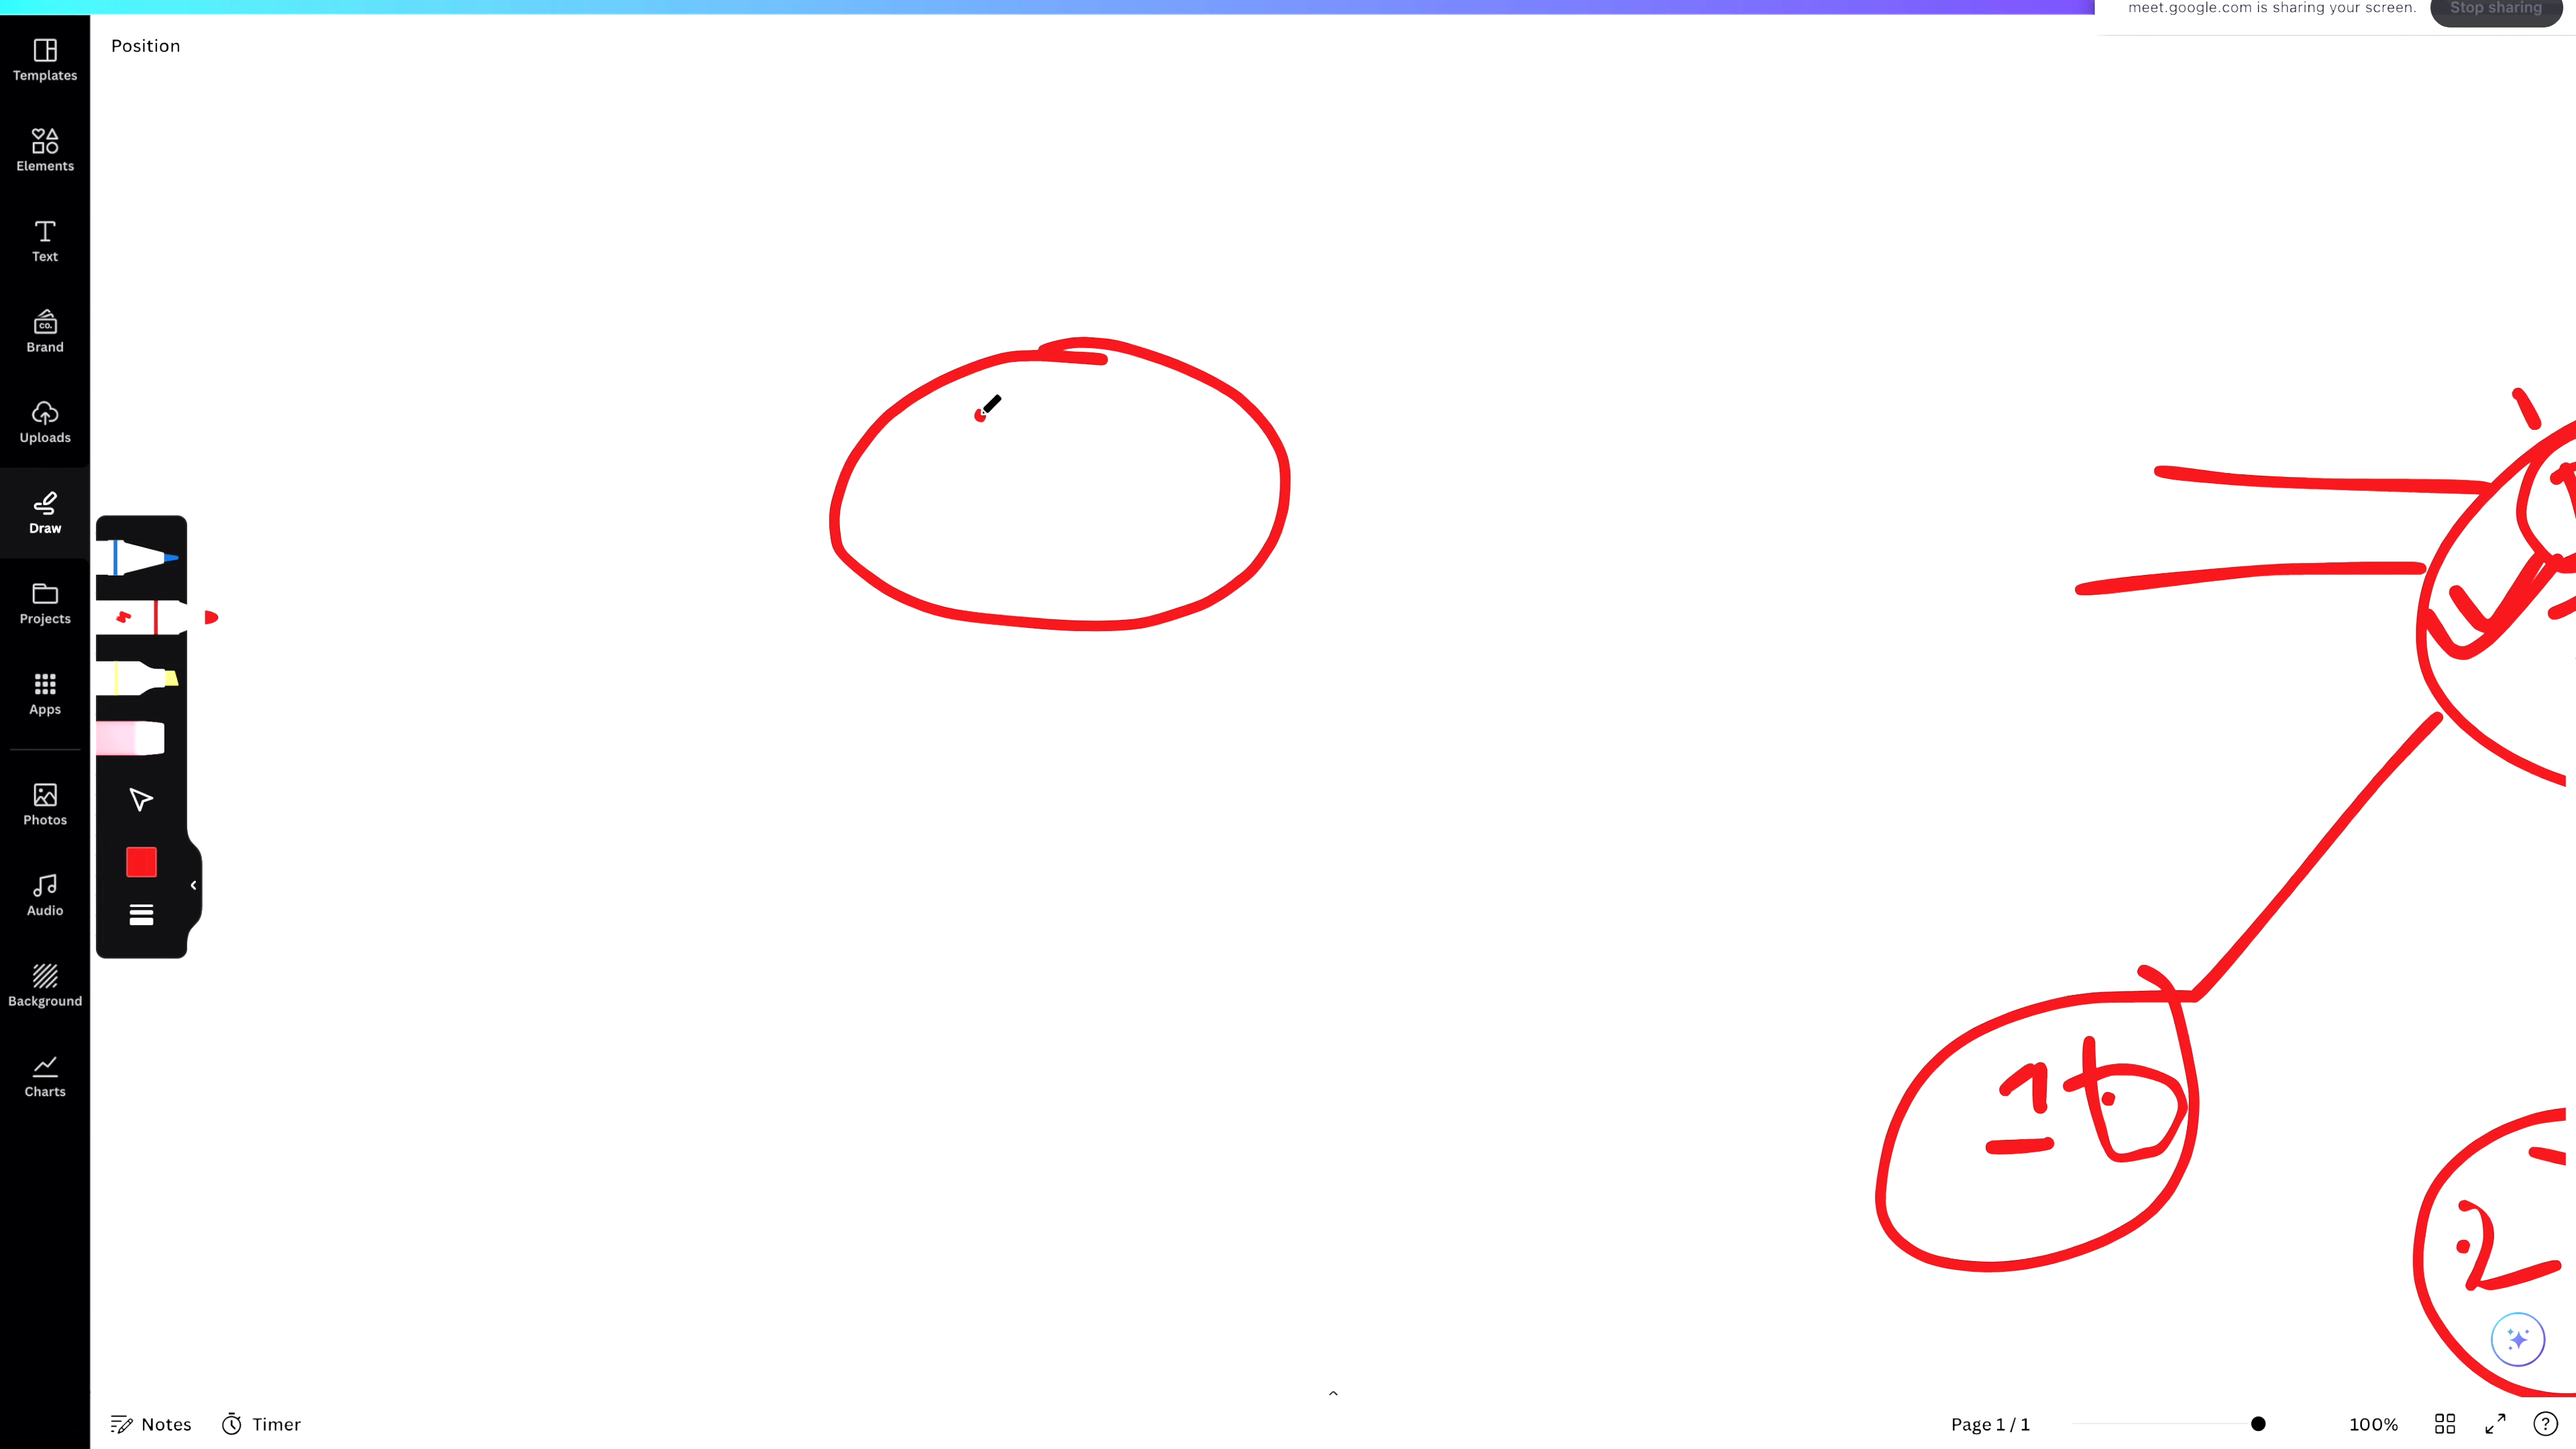 meet.google.com is sharing your screen. Stop sharing
Position
Templates
Elements
Text
CO.
Brand
Uploads
Draw
Projects
Apps
Photos
Audio
Background
Charts
2
Notes
Timer
Page 1 / 1
100%